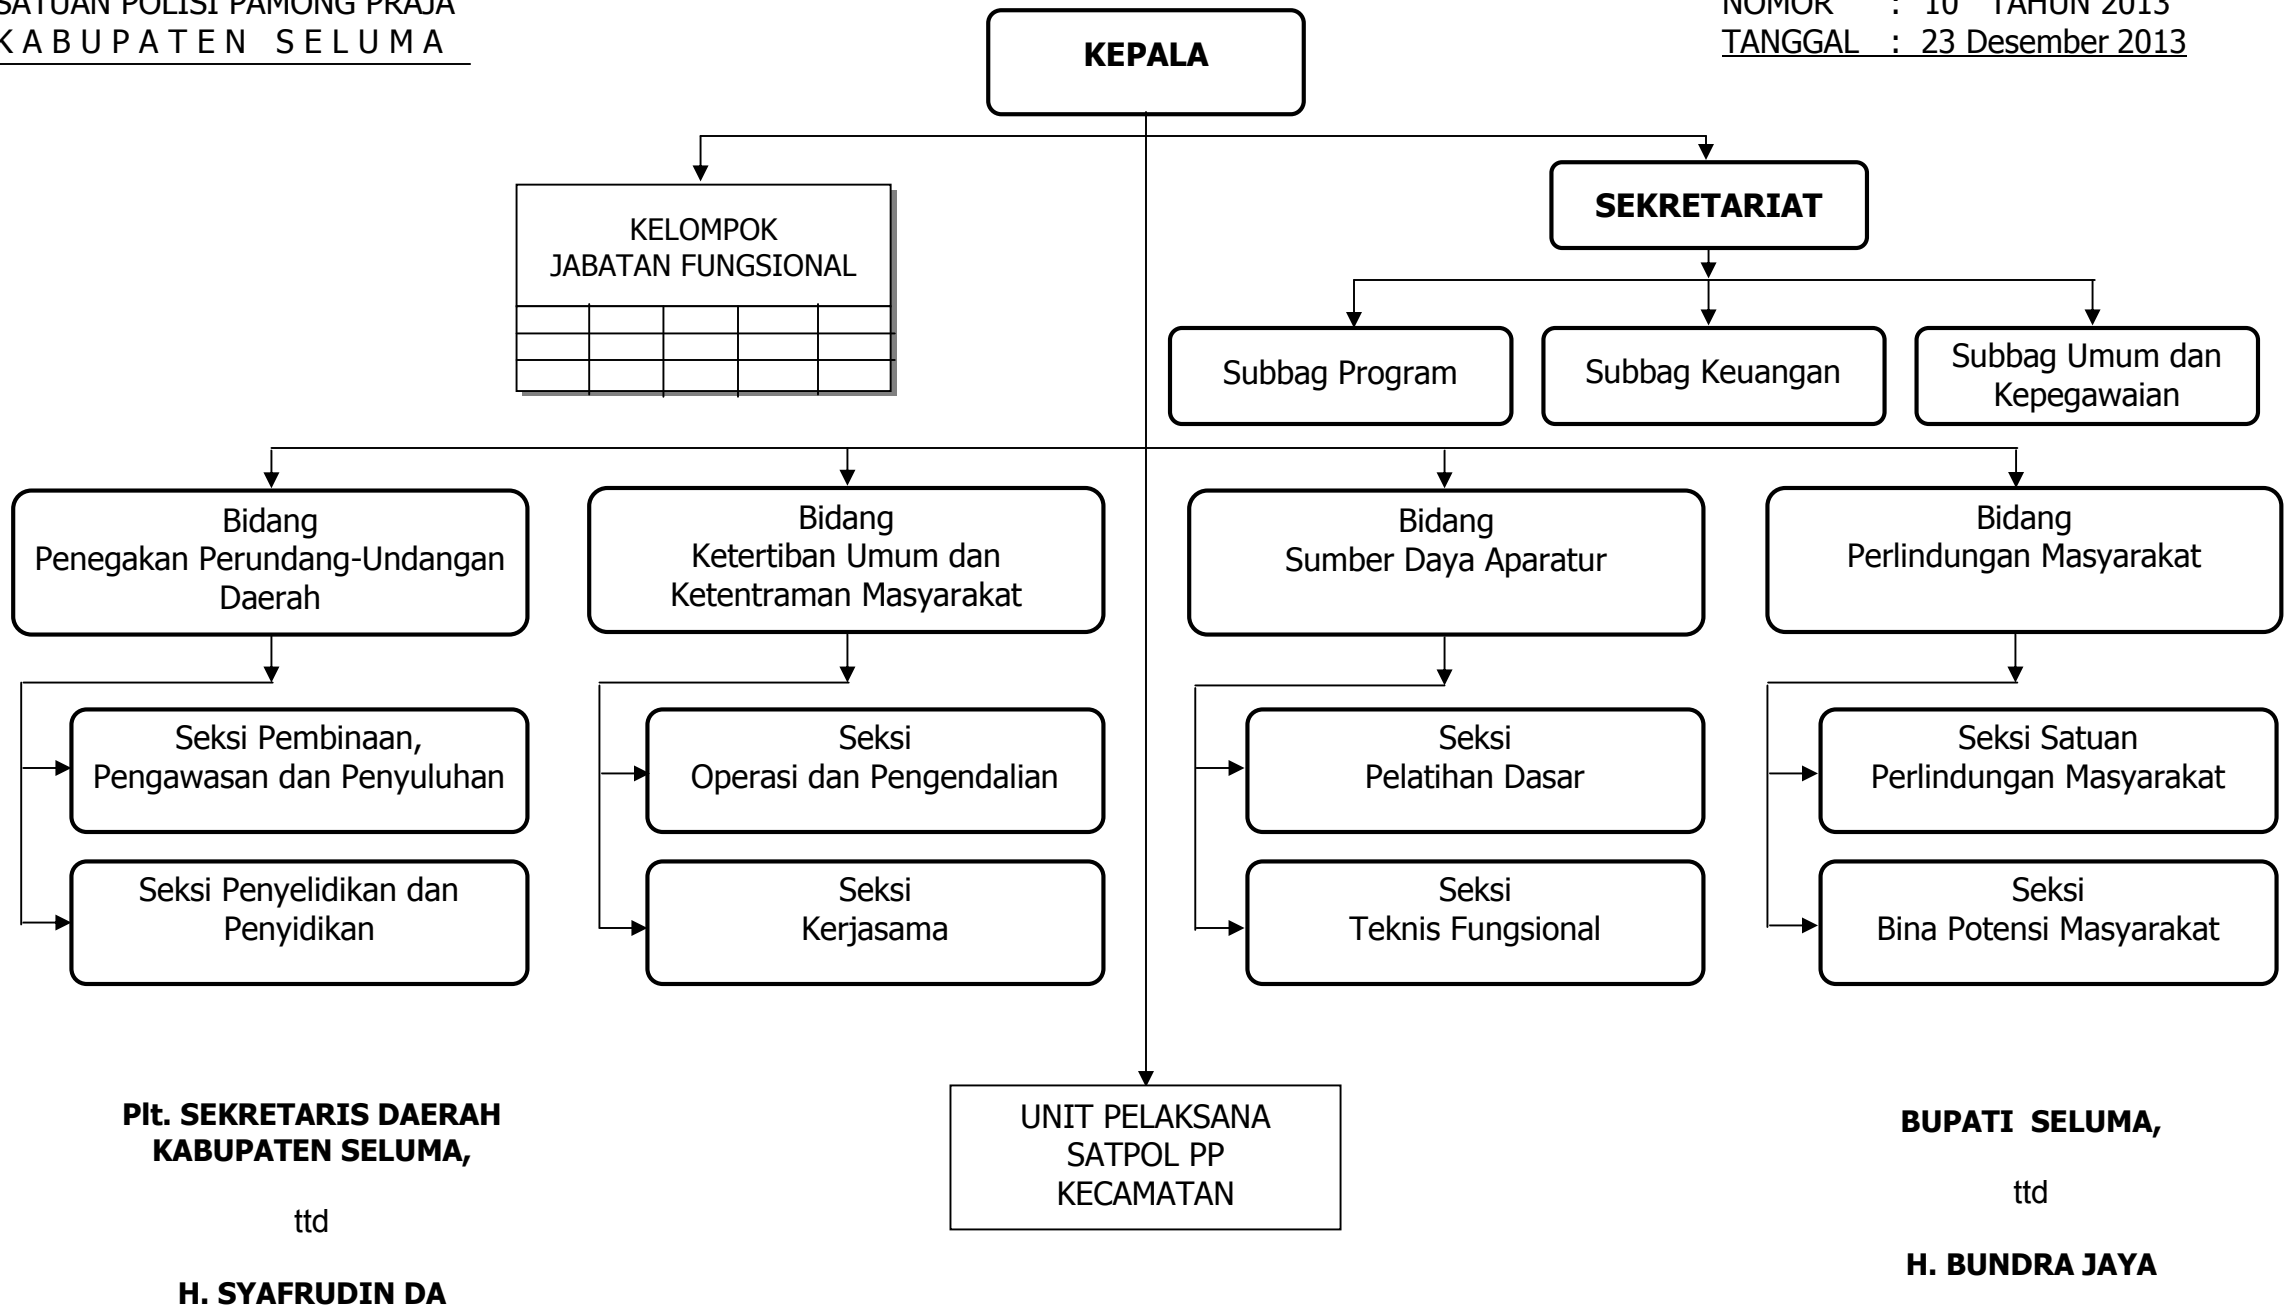 SATUAN POLISI PAMONG PRAJA
KABUPATEN SELUMA
NOMOR : 10 TAHUN 2013
TANGGAL : 23 Desember 2013
KEPALA
SEKRETARIAT
KELOMPOK
JABATAN FUNGSIONAL
Subbag Program
Subbag Keuangan
Subbag Umum dan
Kepegawaian
Bidang
Penegakan Perundang-Undangan
Daerah
Bidang
Ketertiban Umum dan
Ketentraman Masyarakat
Bidang
Sumber Daya Aparatur
Bidang
Perlindungan Masyarakat
Seksi Pembinaan,
Pengawasan dan Penyuluhan
Seksi
Operasi dan Pengendalian
Seksi
Pelatihan Dasar
Seksi Satuan
Perlindungan Masyarakat
Seksi Penyelidikan dan
Penyidikan
Seksi
Kerjasama
Seksi
Teknis Fungsional
Seksi
Bina Potensi Masyarakat
Plt. SEKRETARIS DAERAH
KABUPATEN SELUMA,
ttd
H. SYAFRUDIN DA
UNIT PELAKSANA
SATPOL PP
KECAMATAN
BUPATI SELUMA,
ttd
H. BUNDRA JAYA